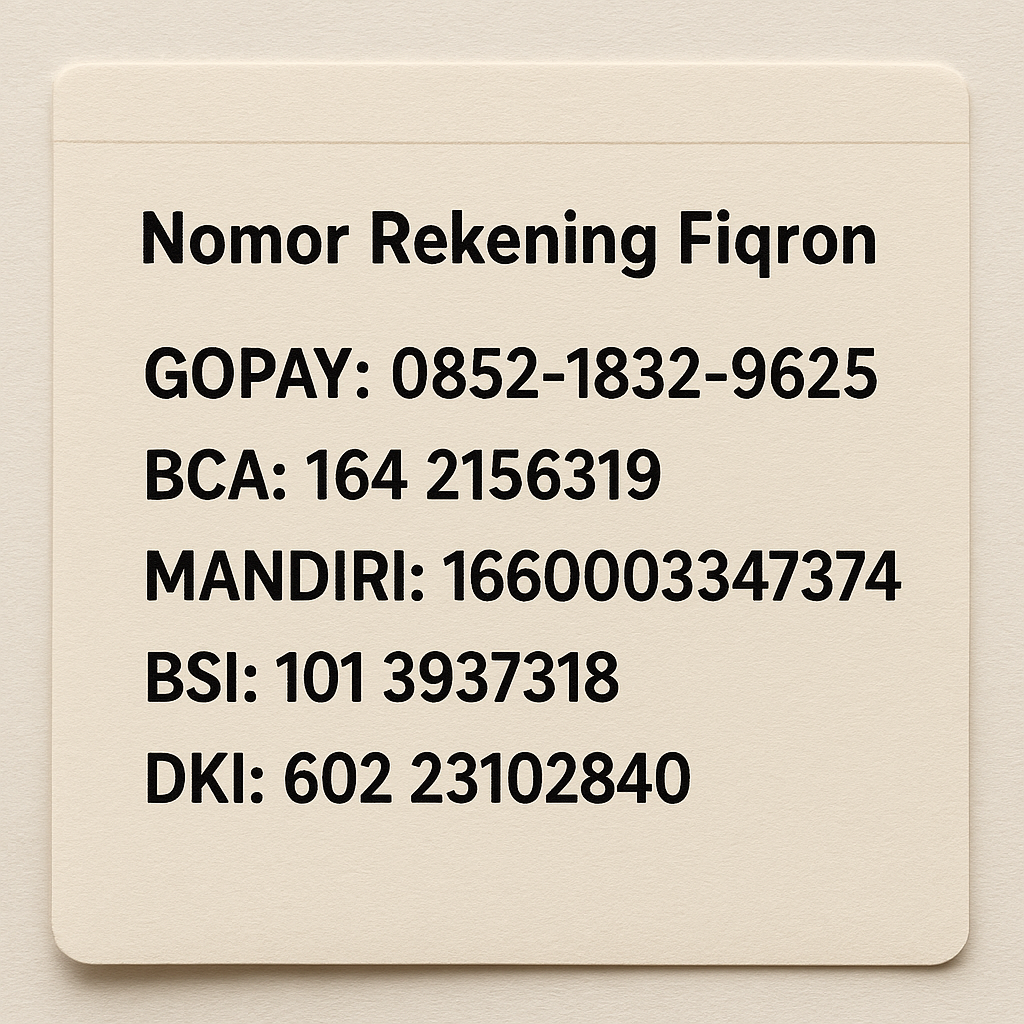 Nomor Rekening Fiqron
GOPAY: 0852-1832-9625
BCA: 164 2156319
MANDIRI: 1660003347374
BSI: 101 3937318
DKI: 602 23102840